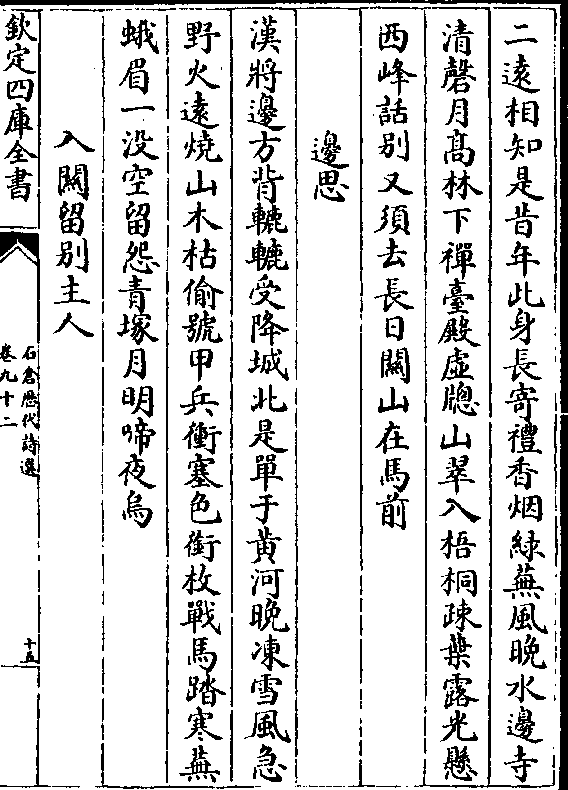 二遠相知是昔年此身長寄禮香烟緑蕪風晚水邊寺
清磬月髙林下禪臺殿虚牕山翠入梧桐疎葉露光懸
西峰話别又須去長日關山在馬前
邊思
漢將邊方背轆轤受降城北是單于黄河晚凍雪風急
野火遠燒山木枯偷號甲兵衝塞色銜枚戰馬踏寒蕪
蛾眉一没空留怨青塚月明啼夜烏
入關留别主人
欽定四庫全書
石倉歴代詩選
卷九十二
十五